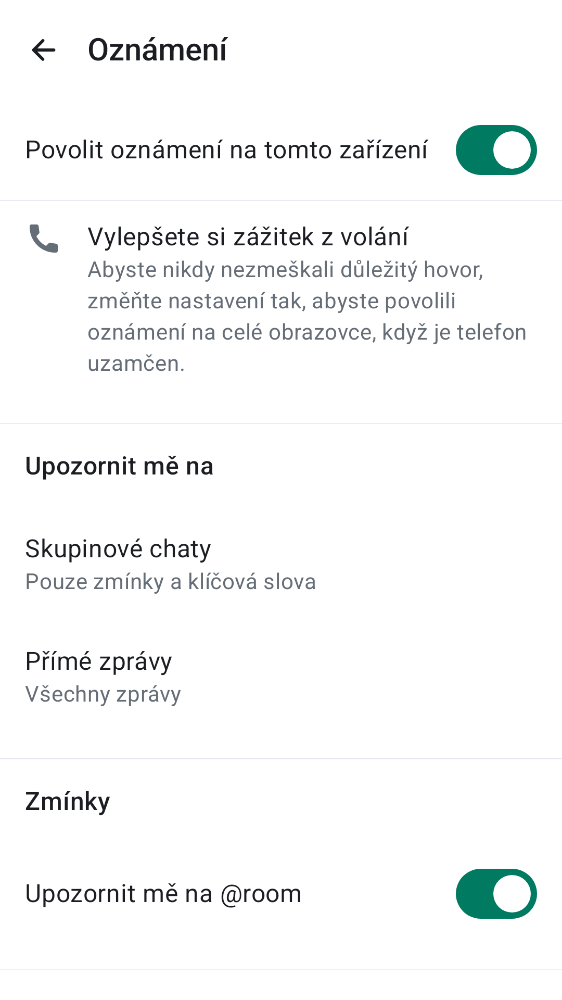 Oznámení
Povolit oznámení na tomto zařízení
Vylepšete si zážitek z volání
Abyste nikdy nezmeškali důležitý hovor,
změňte nastavení tak, abyste povolili
oznámení na celé obrazovce, když je telefon
uzamčen.
Upozornit mě na
Skupinové chaty
Pouze zmínky a klíčová slova
Přímé zprávy
Všechny zprávy
Zmínky
Upozornit mě na @room